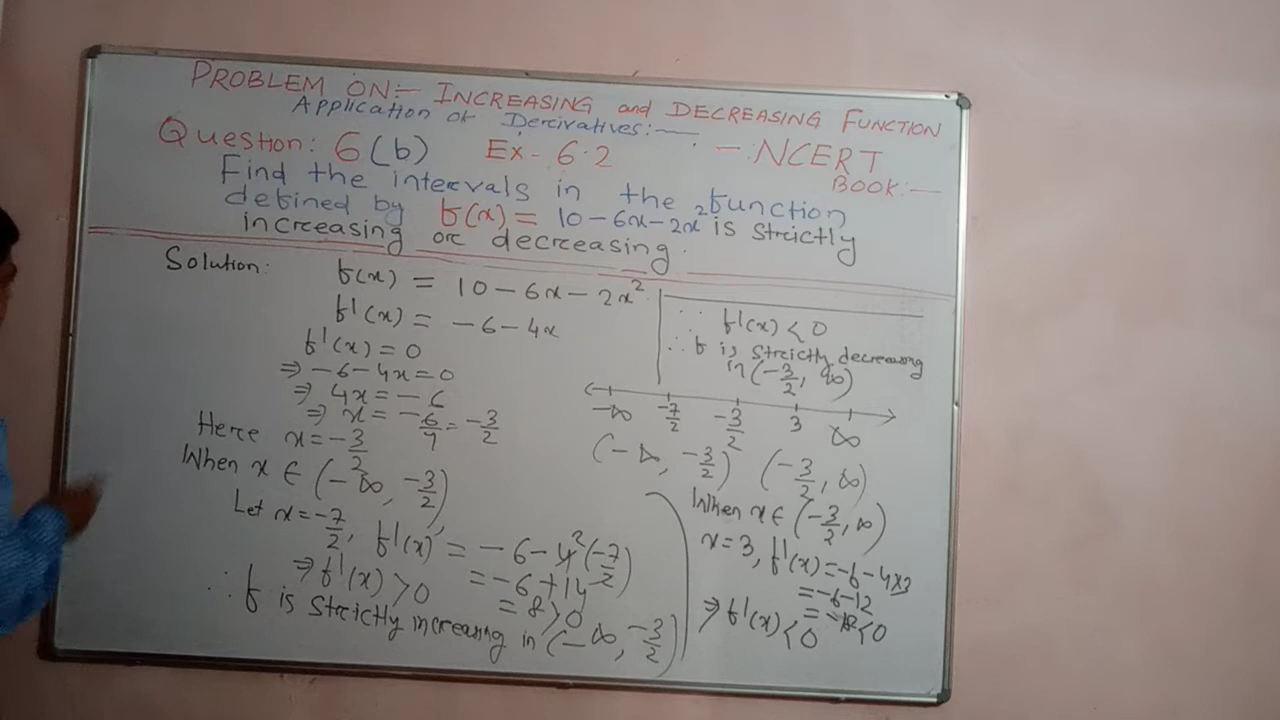 PROBLEM ON:— INCREASING and DECREASING FUNCTION
Application of Derivatives:—
Question: 6(b) Ex- 6.2 — NCERT BOOK:—
Find the intervals in the function
defined by f(x) = 10-6x-2x² is strictly
increasing or decreasing.
Solution:
f(x) = 10-6x-2x²
f'(x) = -6-4x
f'(x) = 0
⇒ -6-4x=0
⇒ 4x=-6
⇒ x = -6/4 = -3/2
Here x = -3/2
When x ∈ (-∞, -3/2)
Let x = -7/2, f'(x) = -6-4²(-7/2)
= -6+14
⇒ f'(x) > 0 = 8 > 0
∴ f is strictly increasing in (-∞, -3/2)
∵ f'(x) < 0
∴ f is strictly decreasing
in (-3/2, ∞)
-∞ -7/2 -3/2 3 ∞
(-∞, -3/2) (-3/2, ∞)
When x ∈ (-3/2, ∞)
x = 3, f'(x) = -6-4×3
= -6-12
= -18 < 0
⇒ f'(x) < 0